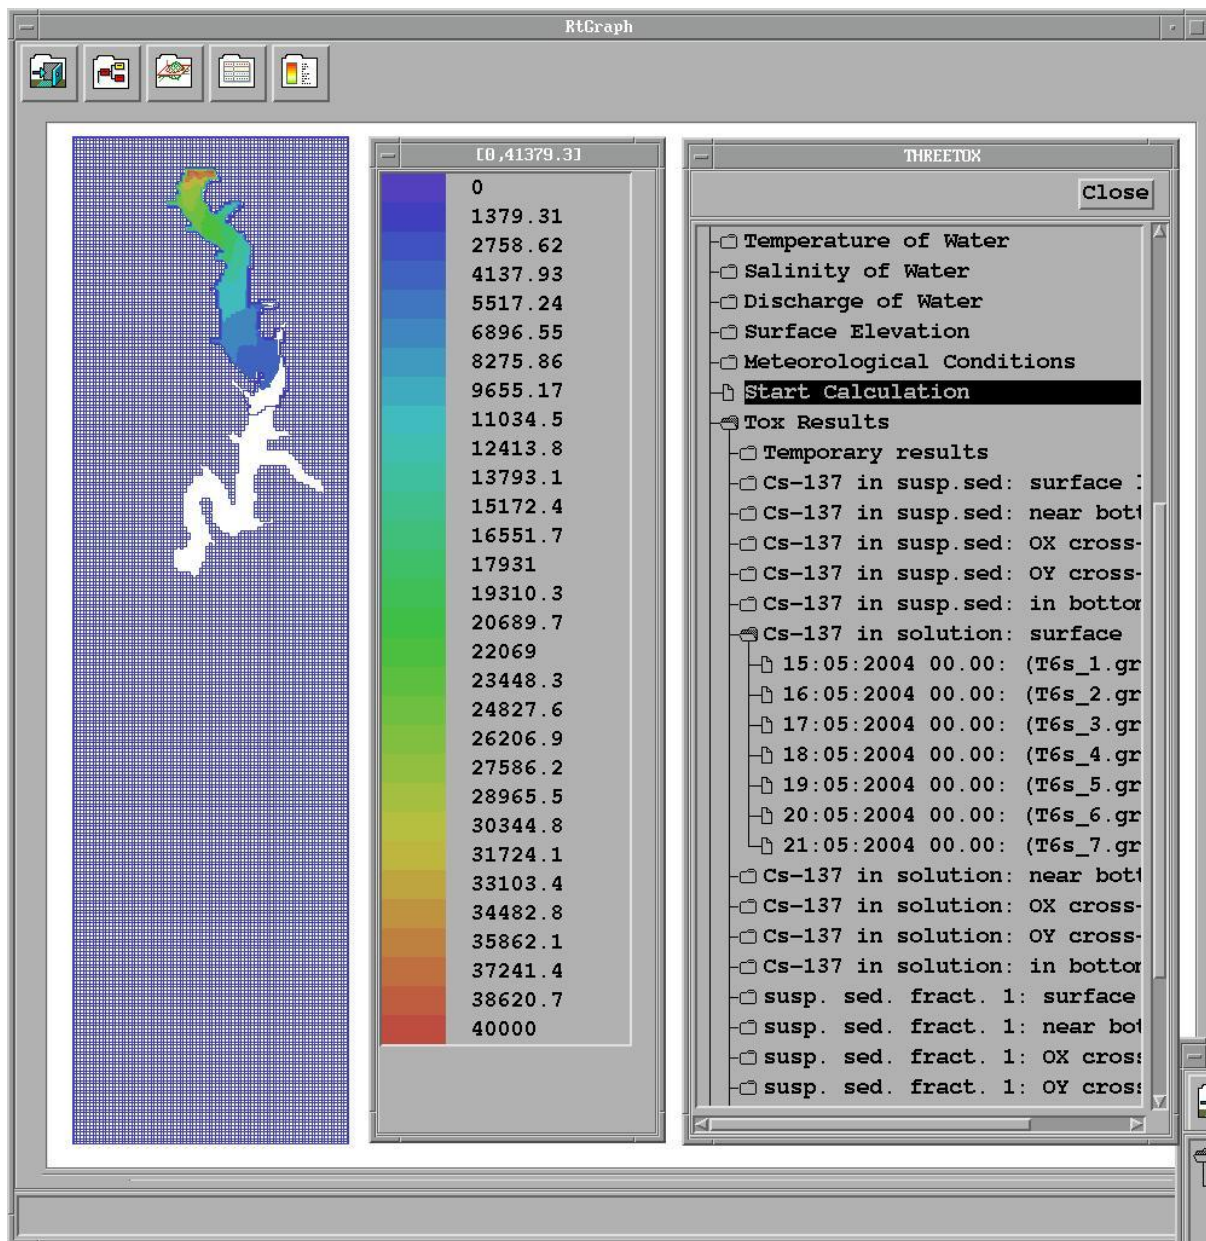 RtGraph
[0,41379.3]
0
1379.31
2758.62
4137.93
5517.24
6896.55
8275.86
9655.17
11034.5
12413.8
13793.1
15172.4
16551.7
17931
19310.3
20689.7
22069
23448.3
24827.6
26206.9
27586.2
28965.5
30344.8
31724.1
33103.4
34482.8
35862.1
37241.4
38620.7
40000
THREETOX
Close
Temperature of Water
Salinity of Water
Discharge of Water
Surface Elevation
Meteorological Conditions
Start Calculation
Tox Results
Temporary results
Cs-137 in susp.sed: surface
Cs-137 in susp.sed: near bott
Cs-137 in susp.sed: OX cross-
Cs-137 in susp.sed: OY cross-
Cs-137 in susp.sed: in bottor
Cs-137 in solution: surface
15:05:2004 00.00: (T6s_1.gr
16:05:2004 00.00: (T6s_2.gr
17:05:2004 00.00: (T6s_3.gr
18:05:2004 00.00: (T6s_4.gr
19:05:2004 00.00: (T6s_5.gr
20:05:2004 00.00: (T6s_6.gr
21:05:2004 00.00: (T6s_7.gr
Cs-137 in solution: near bott
Cs-137 in solution: OX cross-
Cs-137 in solution: OY cross-
Cs-137 in solution: in bottor
susp. sed. fract. 1: surface
susp. sed. fract. 1: near bot
susp. sed. fract. 1: OX cros
susp. sed. fract. 1: OY cros